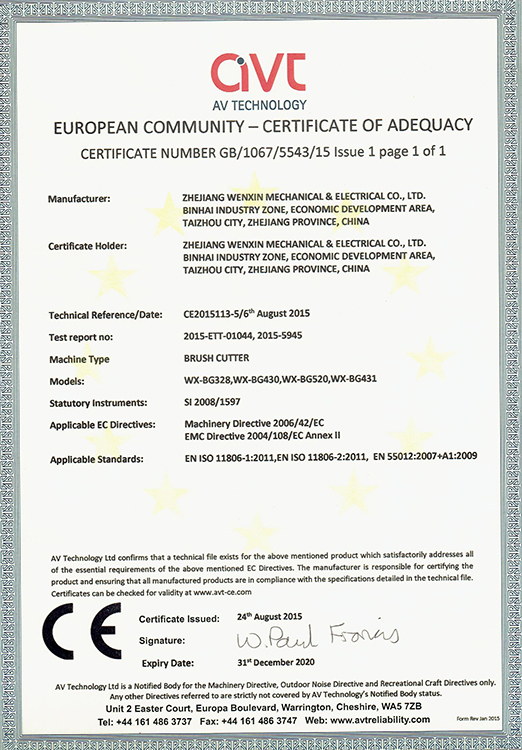 avt
AV TECHNOLOGY
EUROPEAN COMMUNITY – CERTIFICATE OF ADEQUACY
CERTIFICATE NUMBER GB/1067/5543/15 Issue 1 page 1 of 1
Manufacturer: ZHEJIANG WENXIN MECHANICAL & ELECTRICAL CO., LTD.
BINHAI INDUSTRY ZONE, ECONOMIC DEVELOPMENT AREA,
TAIZHOU CITY, ZHEJIANG PROVINCE, CHINA
Certificate Holder: ZHEJIANG WENXIN MECHANICAL & ELECTRICAL CO., LTD.
BINHAI INDUSTRY ZONE, ECONOMIC DEVELOPMENT AREA,
TAIZHOU CITY, ZHEJIANG PROVINCE, CHINA
Technical Reference/Date: CE2015113-5/6th August 2015
Test report no: 2015-ETT-01044, 2015-5945
Machine Type BRUSH CUTTER
Models: WX-BG328,WX-BG430,WX-BG520,WX-BG431
Statutory Instruments: SI 2008/1597
Applicable EC Directives: Machinery Directive 2006/42/EC
EMC Directive 2004/108/EC Annex II
Applicable Standards: EN ISO 11806-1:2011,EN ISO 11806-2:2011, EN 55012:2007+A1:2009
AV Technology Ltd confirms that a technical file exists for the above mentioned product which satisfactorily addresses all
of the essential requirements of the above mentioned EC Directives. The manufacturer is responsible for certifying the
product and ensuring that all manufactured products are in compliance with the specifications detailed in the technical file.
Certificates can be checked for validity at www.avt-ce.com
CE
Certificate Issued: 24th August 2015
Signature: W. Paul Francis
Expiry Date: 31st December 2020
AV Technology Ltd is a Notified Body for the Machinery Directive, Outdoor Noise Directive and Recreational Craft Directives only.
Any other Directives referred to are strictly not covered by AV Technology's Notified Body status.
Unit 2 Easter Court, Europa Boulevard, Warrington, Cheshire, WA5 7ZB
Tel: +44 161 486 3737 Fax: +44 161 486 3747 Web: www.avtreliability.com
Form Rev Jan 2015